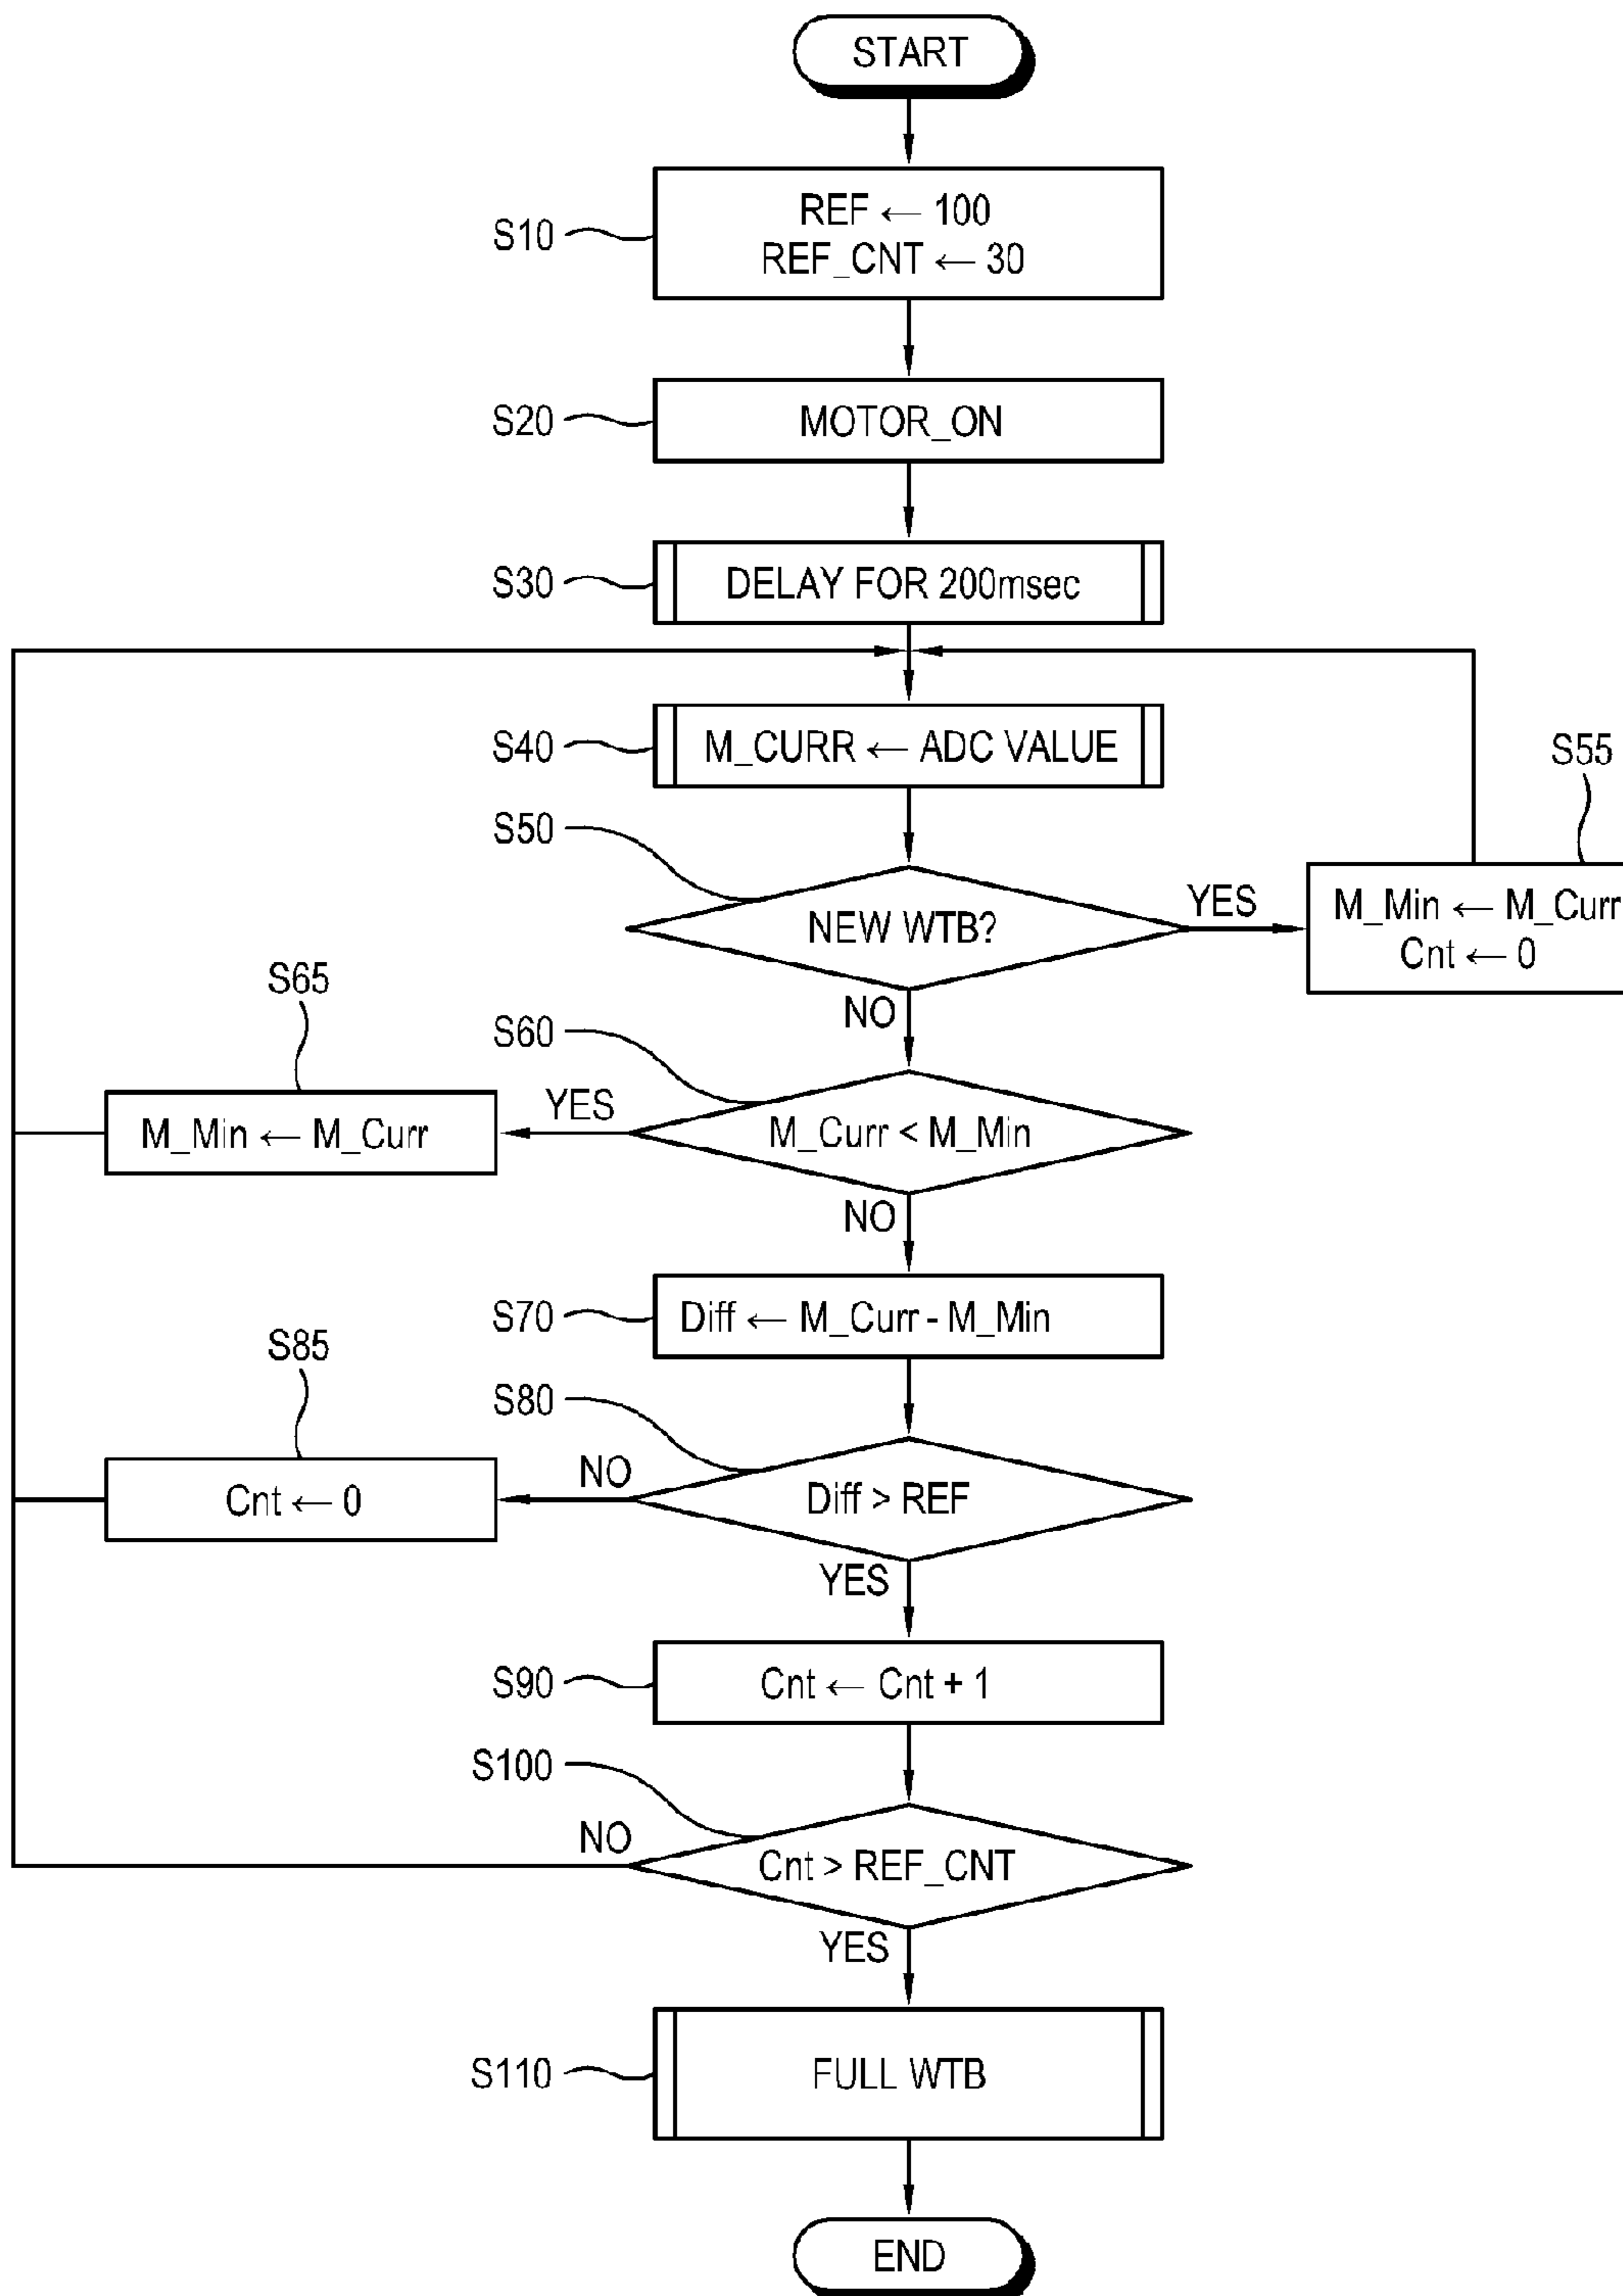 START
S10
REF ← 100
REF_CNT ← 30
S20
MOTOR_ON
S30
DELAY FOR 200msec
S40
M_CURR ← ADC VALUE
S55
S50
NEW WTB?
YES
M_Min ← M_Curr
Cnt ← 0
NO
S65
S60
M_Min ← M_Curr
YES
M_Curr < M_Min
NO
S70
Diff ← M_Curr - M_Min
S85
S80
Cnt ← 0
NO
Diff > REF
YES
S90
Cnt ← Cnt + 1
S100
NO
Cnt > REF_CNT
YES
S110
FULL WTB
END